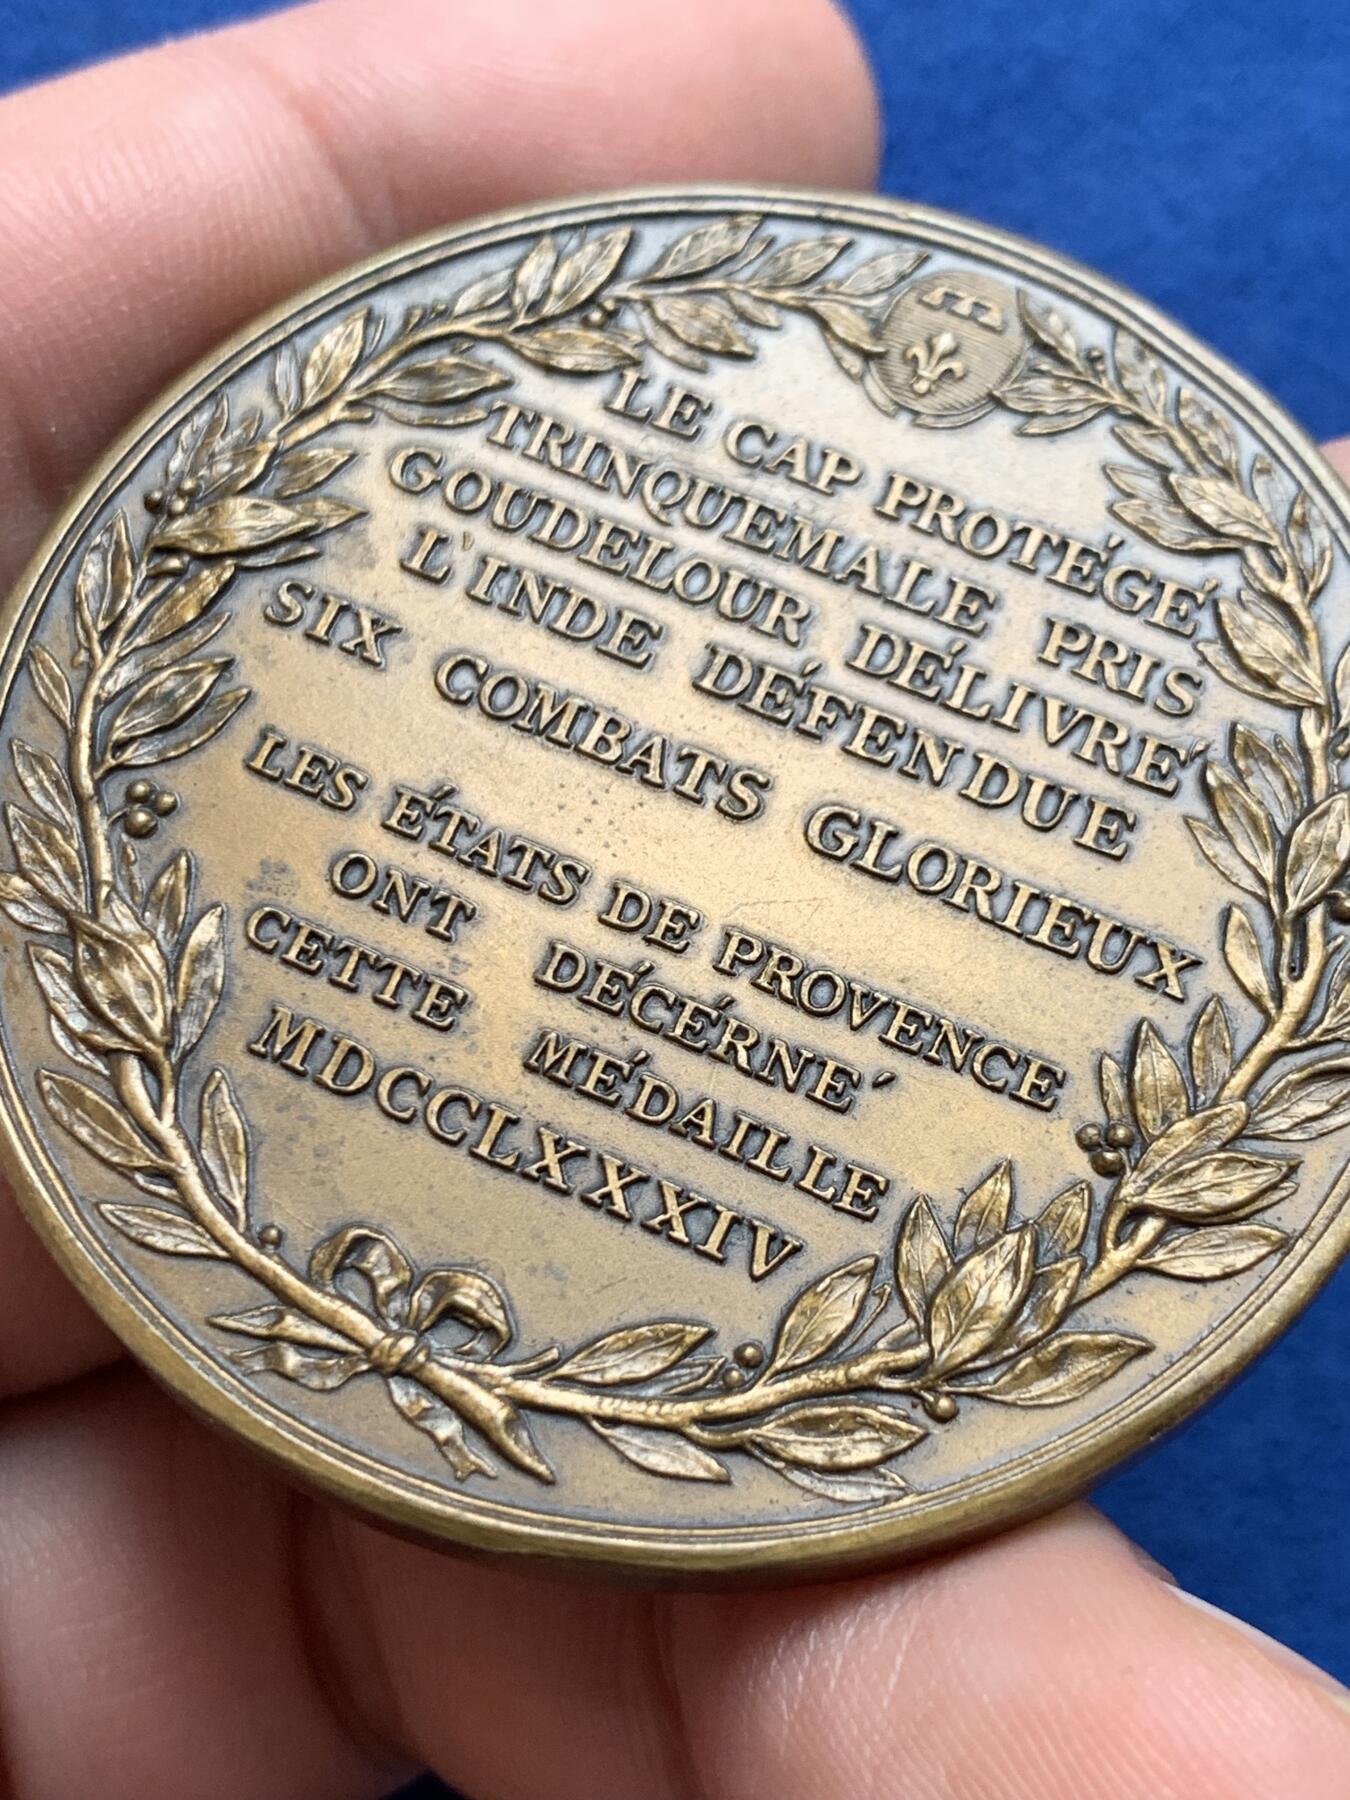 LE CAP PROTÉGÉ
TRINQUEMALE PRIS
GOUDELOUR DÉLIVRÉ
L'INDE DÉFENDUE
SIX COMBATS GLORIEUX
LES ÉTATS DE PROVENCE
ONT DÉCÉRNÉ
CETTE MÉDAILLE
MDCCLXXXIV